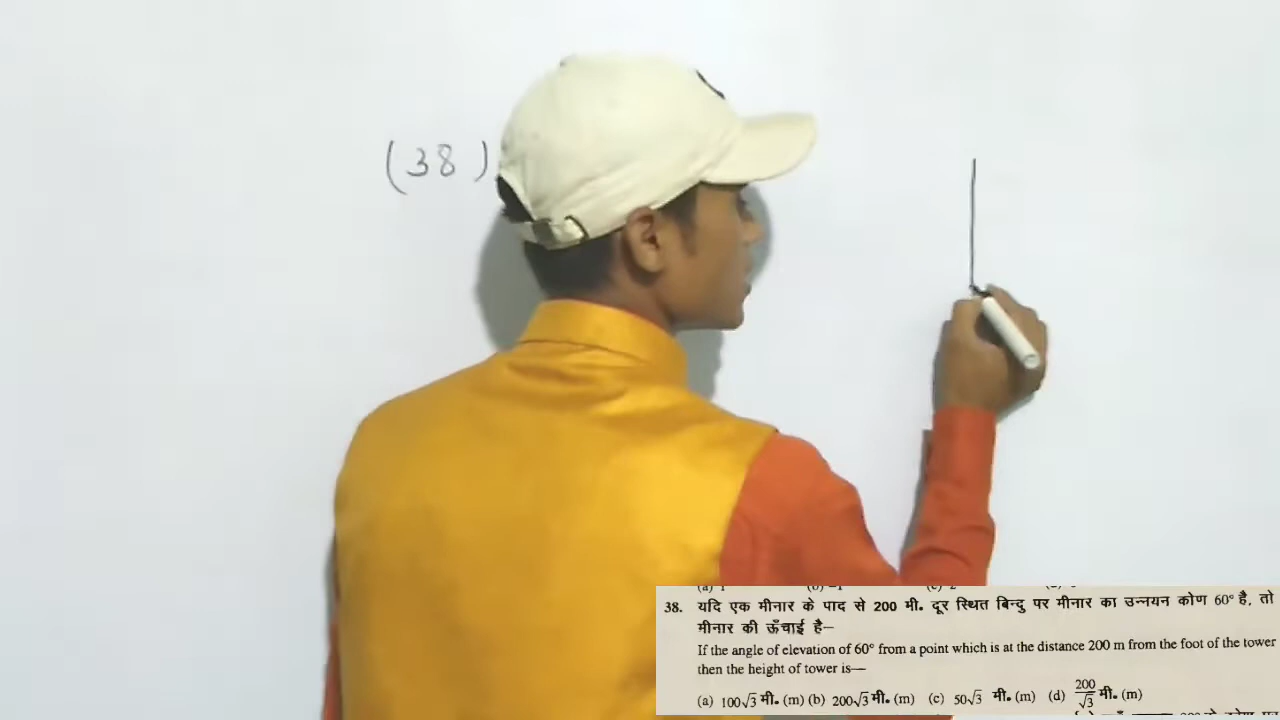 (38)
38. यदि एक मीनार के पाद से 200 मी. दूर स्थित बिन्दु पर मीनार का उन्नयन कोण 60° है, तो
मीनार की ऊँचाई है—
If the angle of elevation of 60° from a point which is at the distance 200 m from the foot of the tower
then the height of tower is—
(a) 100√3 मी. (m) (b) 200√3 मी. (m) (c) 50√3 मी. (m) (d) 200/√3 मी. (m)